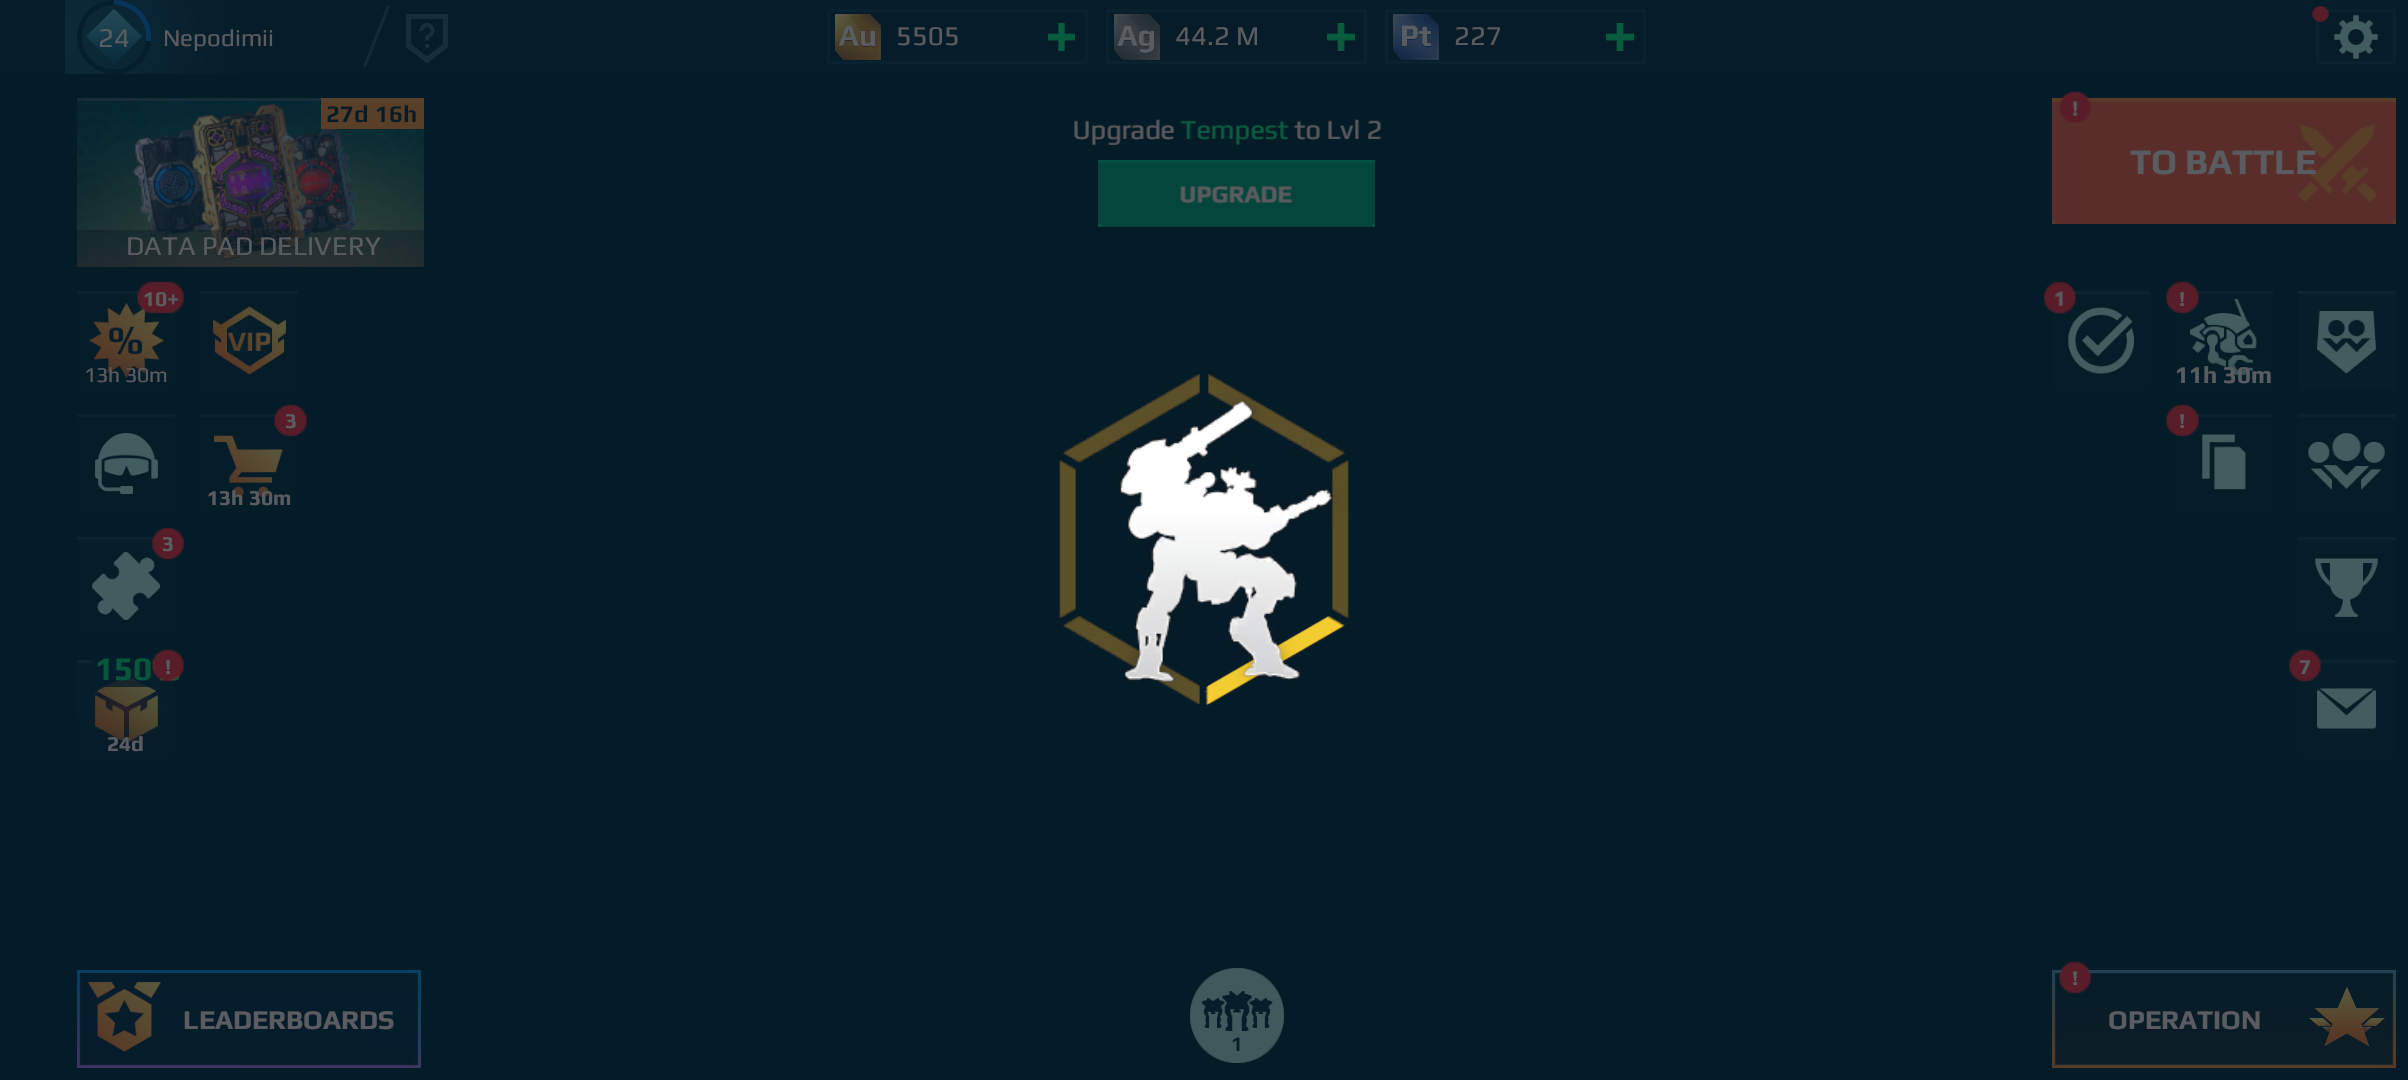 24 Nepodimii ?
Au 5505
Ag 44.2 M
Pt 227
27d 16h
DATA PAD DELIVERY
Upgrade Tempest to Lvl 2
UPGRADE
!
TO BATTLE
10+
%
13h 30m
VIP
3
13h 30m
3
150
!
24d
1
!
11h 30m
!
7
LEADERBOARDS
1
!
OPERATION